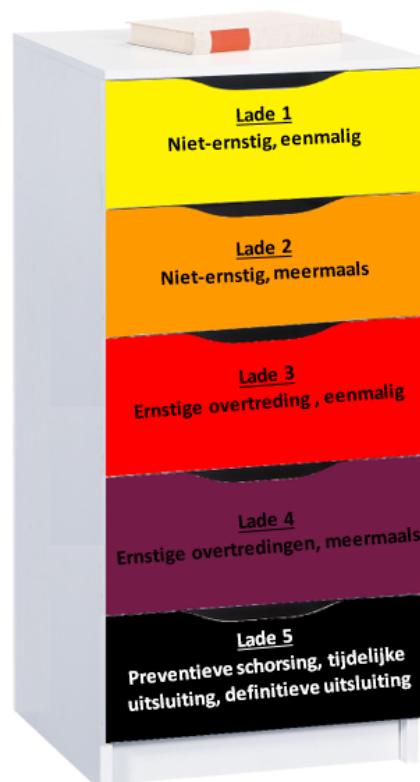 Lade 1
Niet-ernstig, eenmalig
Lade 2
Niet-ernstig, meermaals
Lade 3
Ernstige overtreding , eenmalig
Lade 4
Ernstige overtredingen, meermaals
Lade 5
Preventieve schorsing, tijdelijke
uitsluiting, definitieve uitsluiting